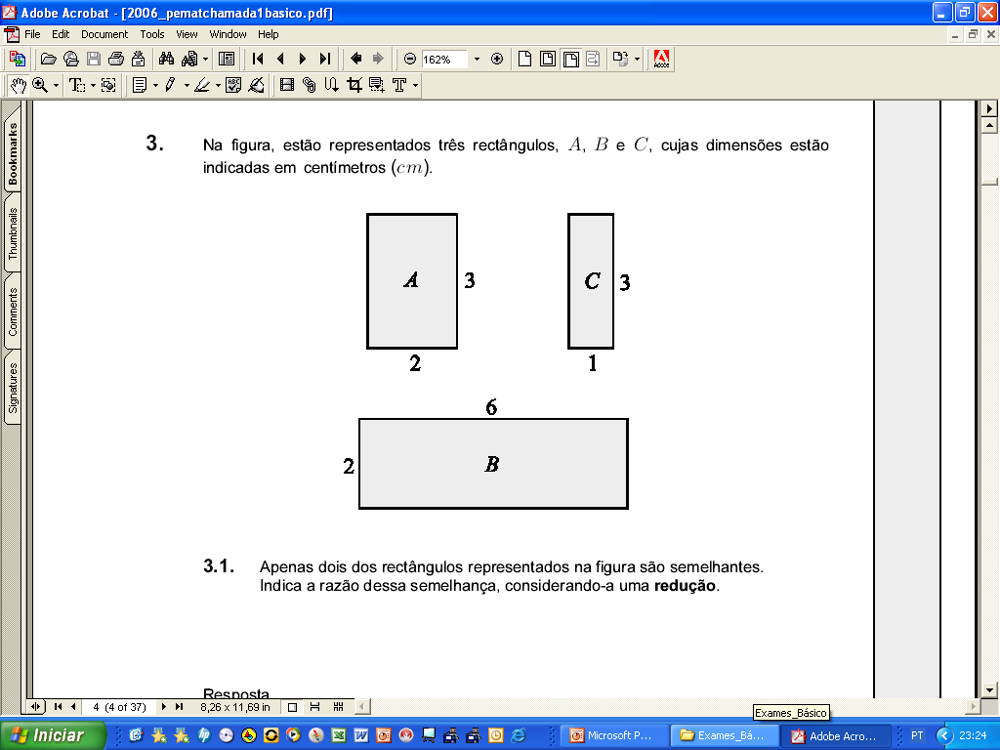 Adobe Acrobat - [2006_pematchamada1basico.pdf]
File Edit Document Tools View Window Help
162%
Adobe
Bookmarks
Thumbnails
Comments
Signatures
3. Na figura, estão representados três rectângulos, A, B e C, cujas dimensões estão
indicadas em centímetros (cm).
A 3
C 3
2
1
6
2 B
3.1. Apenas dois dos rectângulos representados na figura são semelhantes.
Indica a razão dessa semelhança, considerando-a uma redução.
Resposta
4 (4 of 37) 8,26 x 11,69 in
Exames_Básico
Iniciar Microsoft P... Exames_Bá... Adobe Acro... PT 23:24